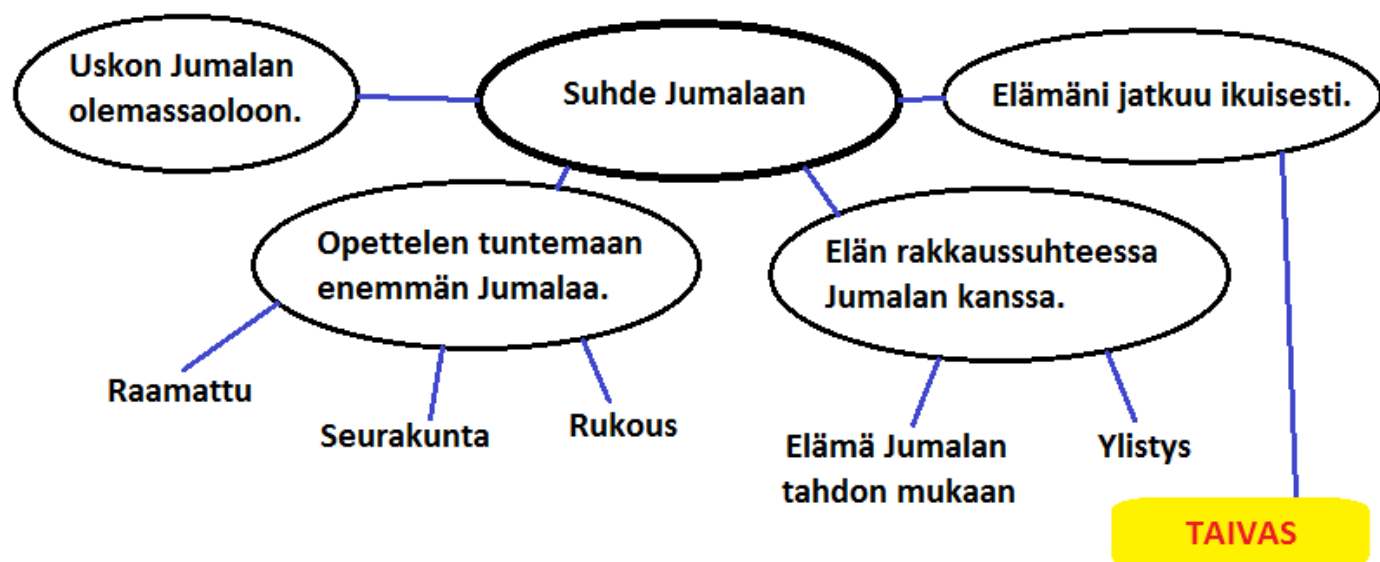 Uskon Jumalan
olemassaoloon.
Suhde Jumalaan
Elämäni jatkuu ikuisesti.
Opettelen tuntemaan
enemmän Jumalaa.
Elän rakkaussuhteessa
Jumalan kanssa.
Raamattu
Seurakunta
Rukous
Elämä Jumalan
tahdon mukaan
Ylistys
TAIVAS